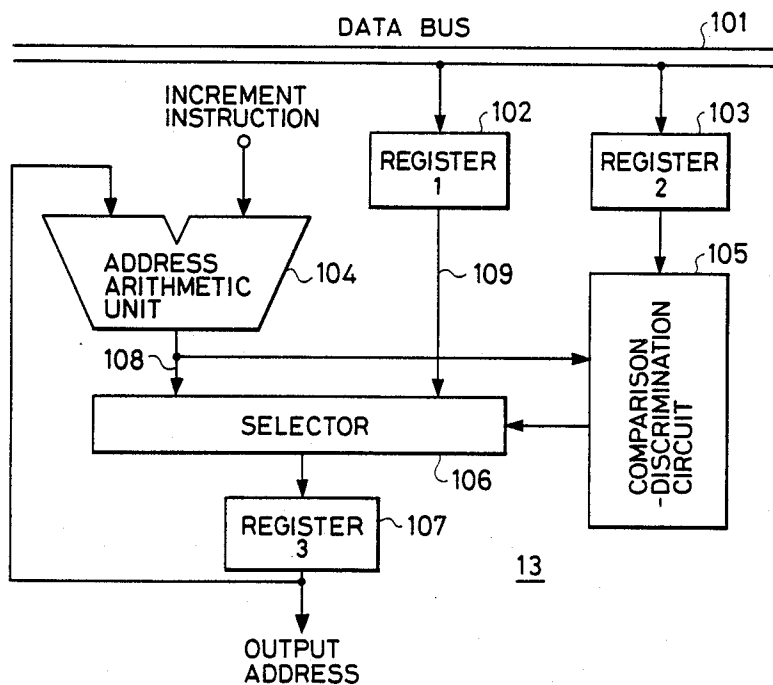 DATA BUS
101
INCREMENT
INSTRUCTION
102
103
REGISTER
1
REGISTER
2
ADDRESS
ARITHMETIC
UNIT
104
109
105
108
COMPARISON
-DISCRIMINATION
CIRCUIT
SELECTOR
106
REGISTER
3
107
13
OUTPUT
ADDRESS